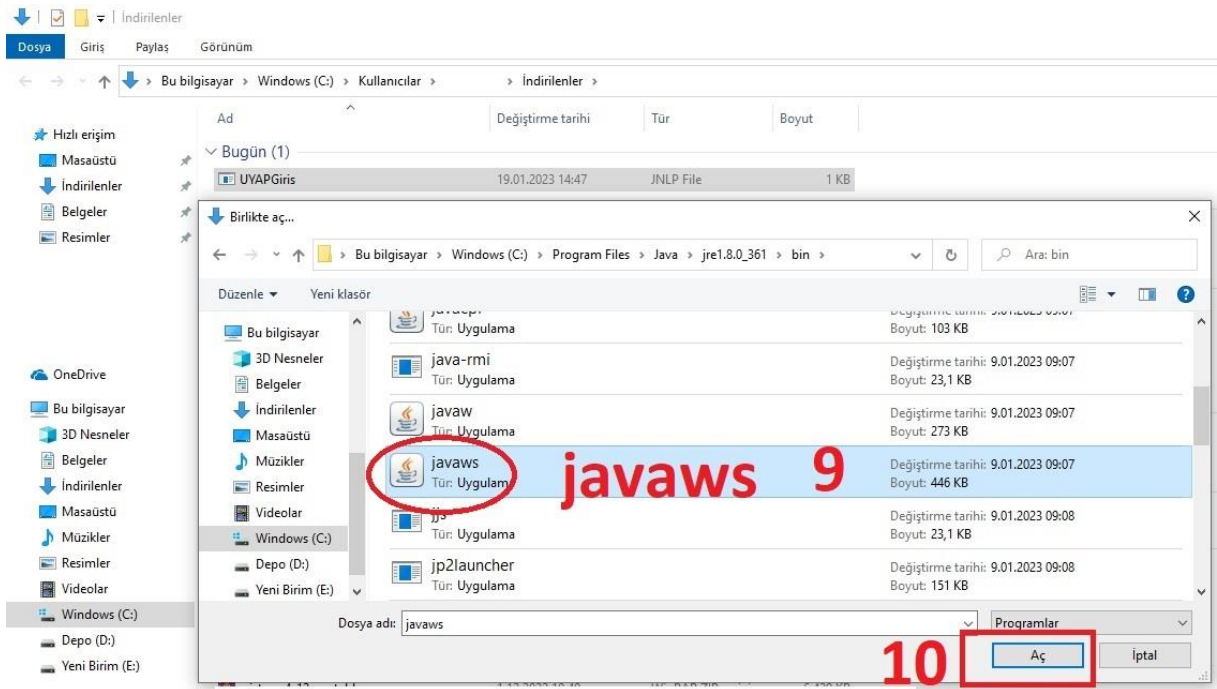 İndirilenler
Dosya Giriş Paylaş Görünüm
Bu bilgisayar > Windows (C:) > Kullanıcılar > > İndirilenler >
Ad Değiştirme tarihi Tür Boyut
Hızlı erişim
Masaüstü
İndirilenler
Belgeler
Resimler
OneDrive
Bu bilgisayar
3D Nesneler
Belgeler
İndirilenler
Masaüstü
Müzikler
Resimler
Videolar
Windows (C:)
Depo (D:)
Yeni Birim (E:)
Bugün (1)
UYAPGiris 19.01.2023 14:47 JNLP File 1 KB
Birlikte aç...
Bu bilgisayar > Windows (C:) > Program Files > Java > jre1.8.0_361 > bin >
Ara: bin
Düzenle Yeni klasör
Bu bilgisayar
3D Nesneler
Belgeler
İndirilenler
Masaüstü
Müzikler
Resimler
Videolar
Windows (C:)
Depo (D:)
Yeni Birim (E:)
Tür: Uygulama Boyut: 103 KB
java-rmi Değiştirme tarihi: 9.01.2023 09:07
Tür: Uygulama Boyut: 23,1 KB
javaw Değiştirme tarihi: 9.01.2023 09:07
Tür: Uygulama Boyut: 273 KB
javaws Değiştirme tarihi: 9.01.2023 09:07
Tür: Uygulama Boyut: 446 KB
javaws 9
jjs Değiştirme tarihi: 9.01.2023 09:08
Tür: Uygulama Boyut: 23,1 KB
jp2launcher Değiştirme tarihi: 9.01.2023 09:08
Tür: Uygulama Boyut: 151 KB
Dosya adı: javaws Programlar
10 Aç İptal